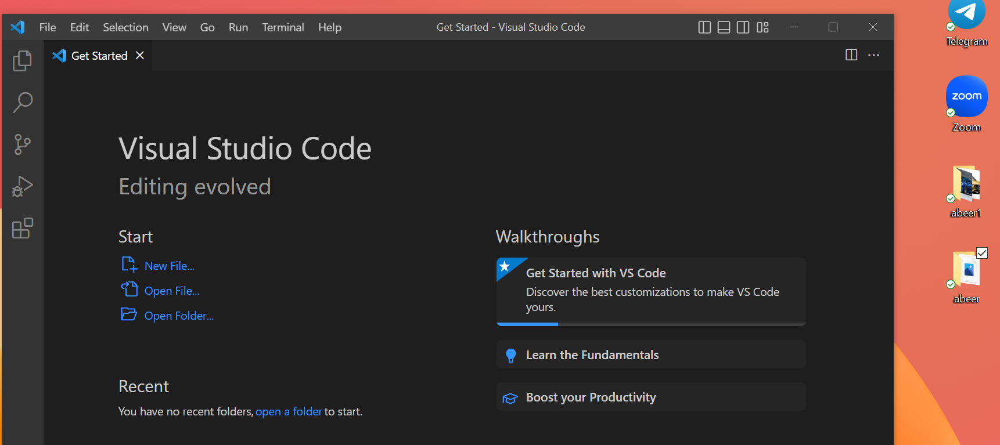 File Edit Selection View Go Run Terminal Help
Get Started - Visual Studio Code
Get Started
Visual Studio Code
Editing evolved
Start
New File...
Open File...
Open Folder...
Recent
You have no recent folders, open a folder to start.
Walkthroughs
Get Started with VS Code
Discover the best customizations to make VS Code
yours.
Learn the Fundamentals
Boost your Productivity
Telegram
zoom
Zoom
abeer1
abeer